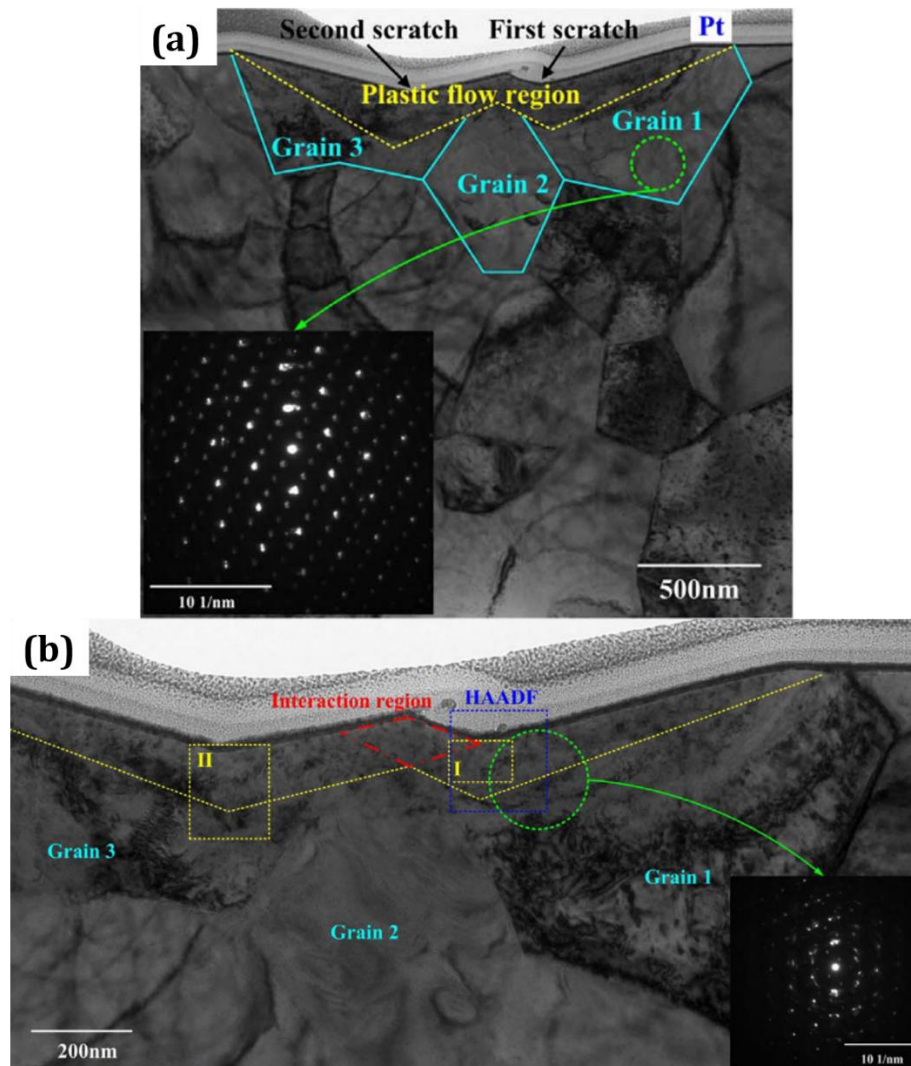 (a)
Second scratch
First scratch
Pt
Plastic flow region
Grain 3
Grain 1
Grain 2
10 1/nm
500nm
(b)
Interaction region
HAADF
II
I
Grain 3
Grain 1
Grain 2
200nm
10 1/nm